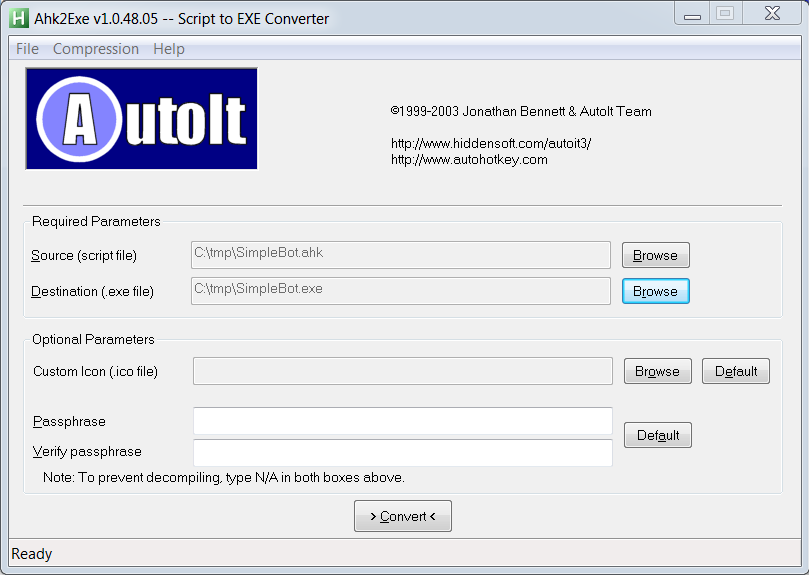 Ahk2Exe v1.0.48.05 -- Script to EXE Converter
File Compression Help
AutoIt
©1999-2003 Jonathan Bennett & AutoIt Team
http://www.hiddensoft.com/autoit3/
http://www.autohotkey.com
Required Parameters
Source (script file) C:\tmp\SimpleBot.ahk Browse
Destination (.exe file) C:\tmp\SimpleBot.exe Browse
Optional Parameters
Custom Icon (.ico file) Browse Default
Passphrase
Default
Verify passphrase
Note: To prevent decompiling, type N/A in both boxes above.
> Convert <
Ready